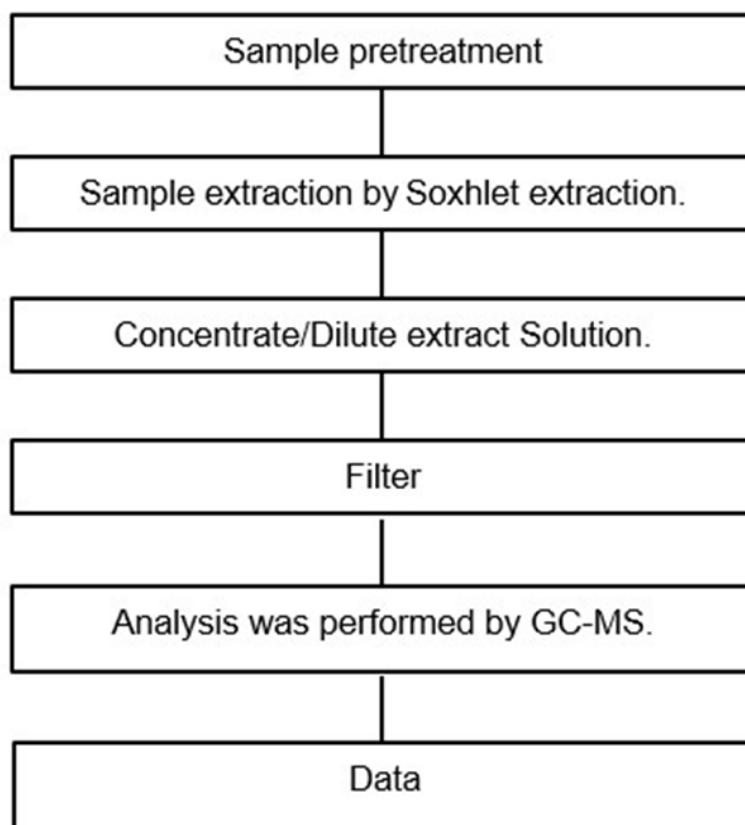 Sample pretreatment
Sample extraction by Soxhlet extraction.
Concentrate/Dilute extract Solution.
Filter
Analysis was performed by GC-MS.
Data